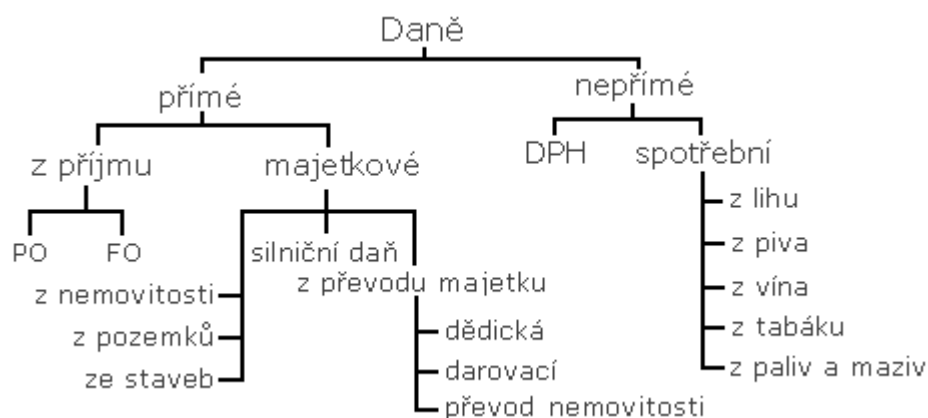 Daně
přímé
nepřímé
z příjmu
majetkové
DPH
spotřební
PO
FO
silniční daň
z převodu majetku
z nemovitosti
z pozemků
ze staveb
dědická
darovací
převod nemovitosti
z lihu
z piva
z vína
z tabáku
z paliv a maziv